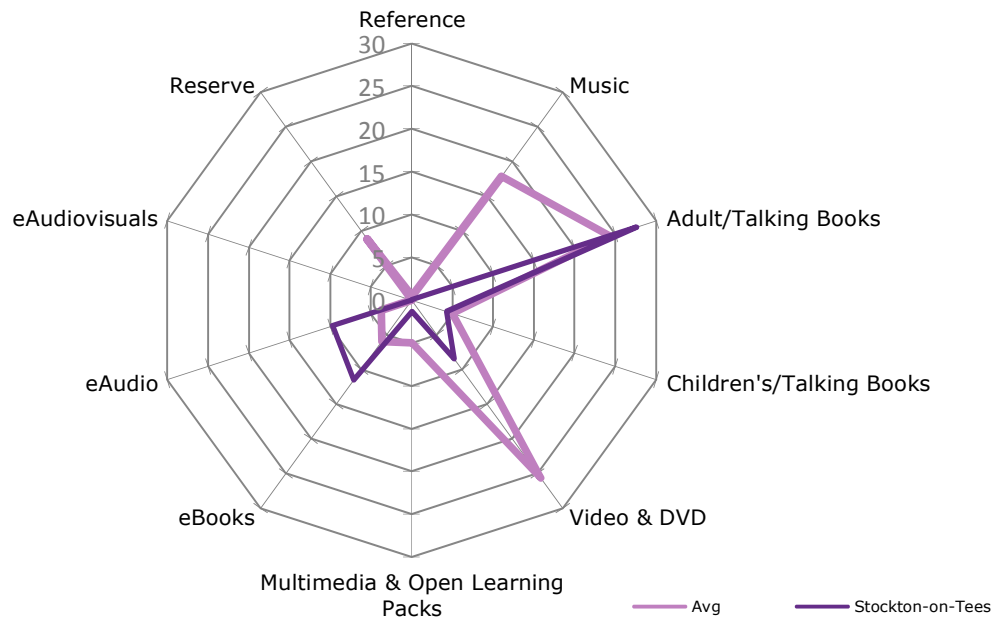 Reference
30
25
20
15
10
5
0
Music
Adult/Talking Books
Children's/Talking Books
Video & DVD
Multimedia & Open Learning
Packs
eBooks
eAudio
eAudiovisuals
Reserve
Avg
Stockton-on-Tees